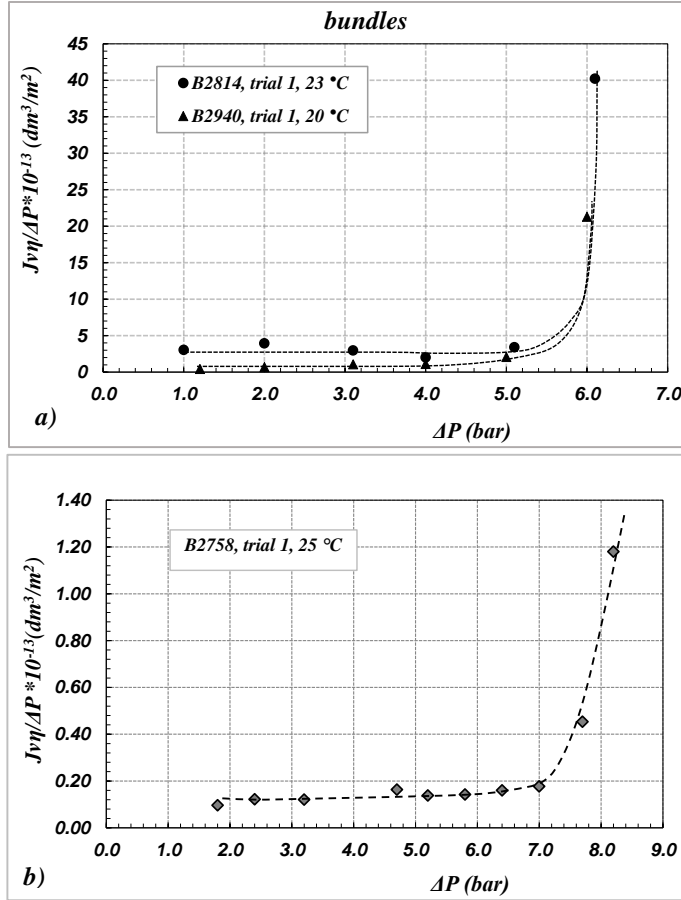 bundles
Jvη/ΔP*10⁻¹³ (dm³/m²)
45
40
35
30
25
20
15
10
5
0
B2814, trial 1, 23 °C
B2940, trial 1, 20 °C
0.0 1.0 2.0 3.0 4.0 5.0 6.0 7.0
a)
ΔP (bar)
Jvη/ΔP *10⁻¹³(dm³/m²)
1.40
1.20
1.00
0.80
0.60
0.40
0.20
0.00
B2758, trial 1, 25 °C
0.0 1.0 2.0 3.0 4.0 5.0 6.0 7.0 8.0 9.0
b)
ΔP (bar)